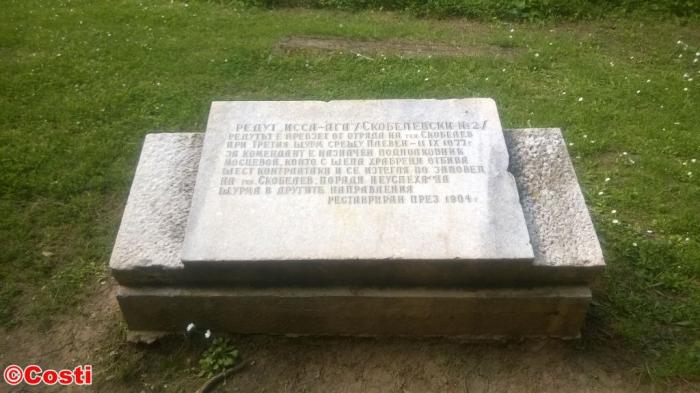 РЕДУТ „ИССА-АГА" /СКОБЕЛЕВСКИ №2/
РЕДУТЪТ Е ПРЕВЗЕТ ОТ ОТРЯДА НА ГЕН. СКОБЕЛЕВ
ПРИ ТРЕТИЯ ЩУРМ СРЕЩУ ПЛЕВЕН - 11 IX 1877 г.
ЗА КОМЕНДАНТ Е НАЗНАЧЕН ПОДПОЛКОВНИК
МОСЦЕВОЙ, КОЙТО С ШЕПА ХРАБРЕЦИ ОТБИВА
ШЕСТ КОНТРААТАКИ И СЕ ИЗТЕГЛЯ ПО ЗАПОВЕД
НА ГЕН. СКОБЕЛЕВ, ПОРАДИ НЕУСПЕХА НА
ЩУРМА В ДРУГИТЕ НАПРАВЛЕНИЯ
РЕСТАВРИРАН ПРЕЗ 1904 г.
©Costi